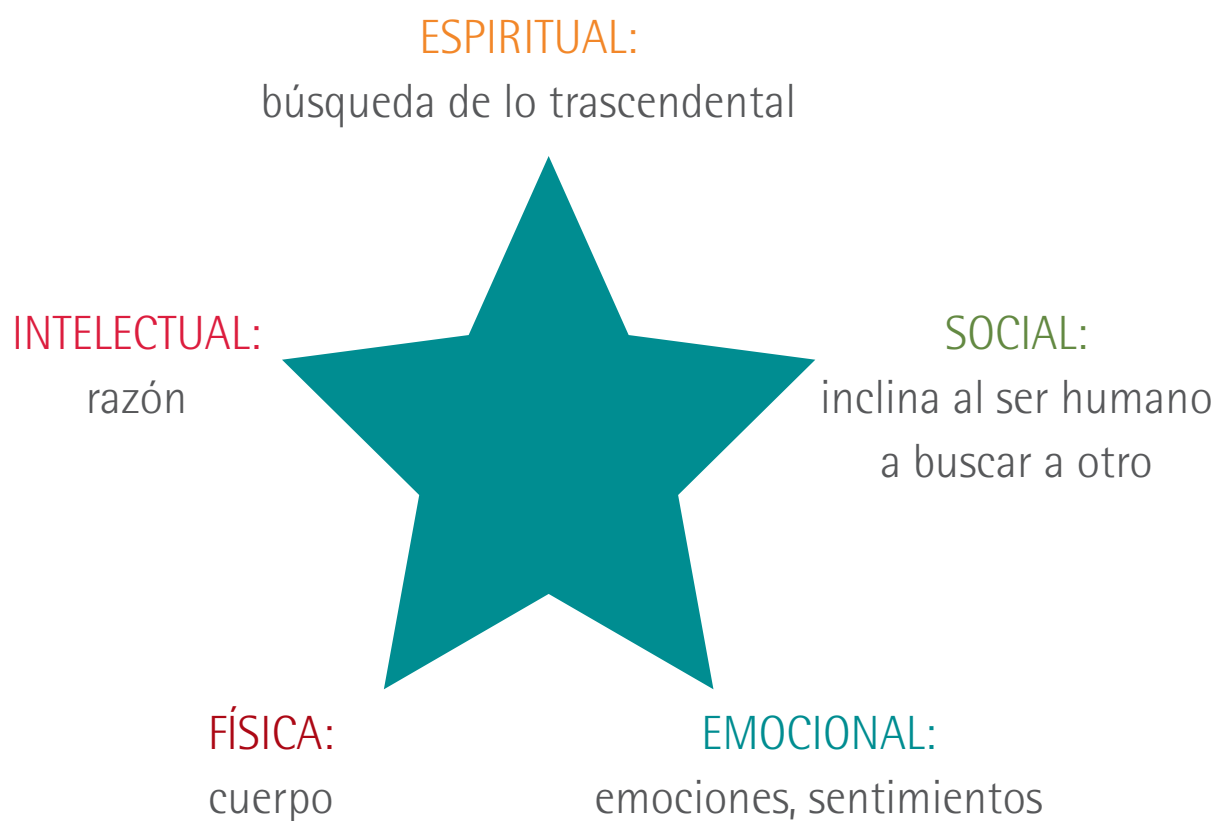 ESPIRITUAL:
búsqueda de lo trascendental
INTELECTUAL:
razón
SOCIAL:
inclina al ser humano
a buscar a otro
FÍSICA:
cuerpo
EMOCIONAL:
emociones, sentimientos